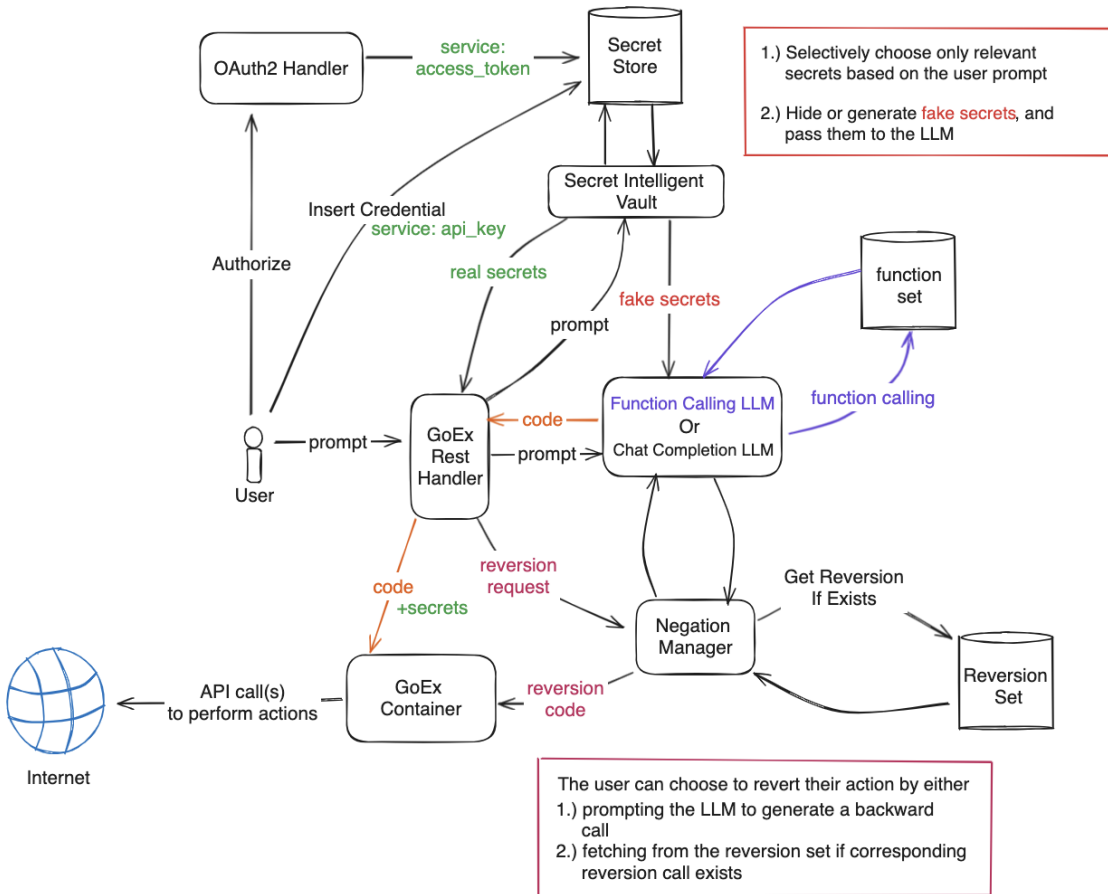 OAuth2 Handler
service:
access_token
Secret
Store
1.) Selectively choose only relevant
secrets based on the user prompt
2.) Hide or generate fake secrets, and
pass them to the LLM
Secret Intelligent
Vault
Insert Credential
service: api_key
Authorize
real secrets
fake secrets
prompt
function
set
function calling
Function Calling LLM
Or
Chat Completion LLM
code
GoEx
Rest
Handler
prompt
prompt
User
reversion
request
code
+secrets
Get Reversion
If Exists
Negation
Manager
Reversion
Set
reversion
code
GoEx
Container
API call(s)
to perform actions
Internet
The user can choose to revert their action by either
1.) prompting the LLM to generate a backward
call
2.) fetching from the reversion set if corresponding
reversion call exists